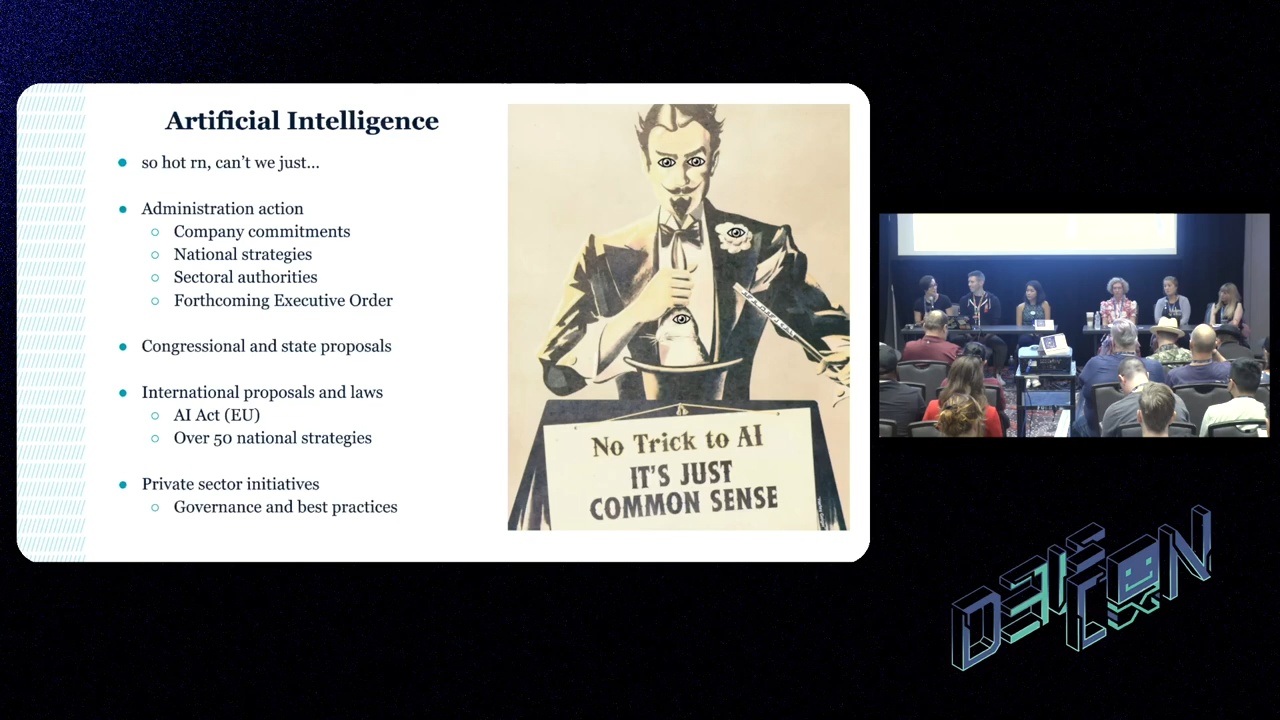 Artificial Intelligence
so hot rn, can't we just...
Administration action
Company commitments
National strategies
Sectoral authorities
Forthcoming Executive Order
Congressional and state proposals
International proposals and laws
AI Act (EU)
Over 50 national strategies
Private sector initiatives
Governance and best practices
No Trick to AI
IT'S JUST
COMMON SENSE
DEF CON